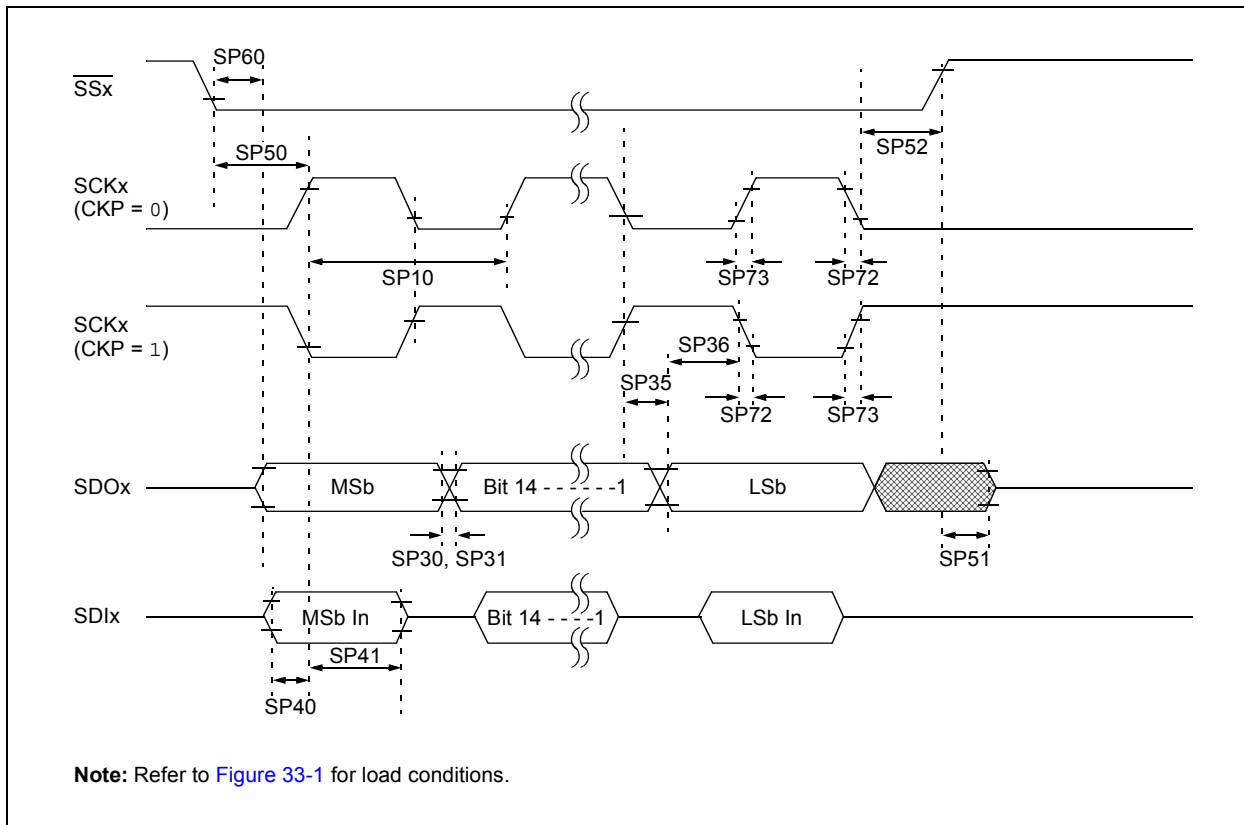 SP60
SSx
SP50
SP52
SCKx
(CKP = 0)
SP10
SP73
SP72
SCKx
(CKP = 1)
SP36
SP35
SP72
SP73
SDOx
MSb
Bit 14 - - - - - -1
LSb
SP30, SP31
SP51
SDIx
MSb In
Bit 14 - - - -1
LSb In
SP41
SP40
Note: Refer to Figure 33-1 for load conditions.